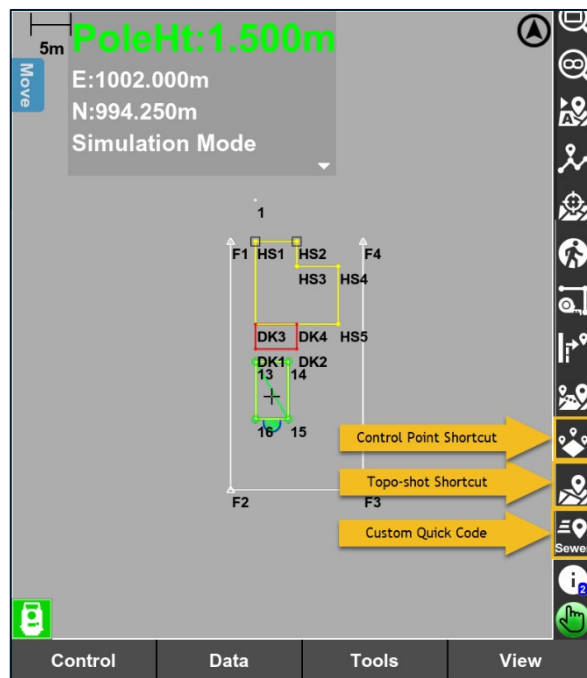 5m
PoleHt:1.500m
Move
E:1002.000m
N:994.250m
Simulation Mode
A
1
F1 HS1 HS2 F4
HS3 HS4
DK3 DK4 HS5
DK1 DK2
13 14
16 15
Control Point Shortcut
Topo-shot Shortcut
F2 F3
Custom Quick Code
Sewer
i 2
Control Data Tools View